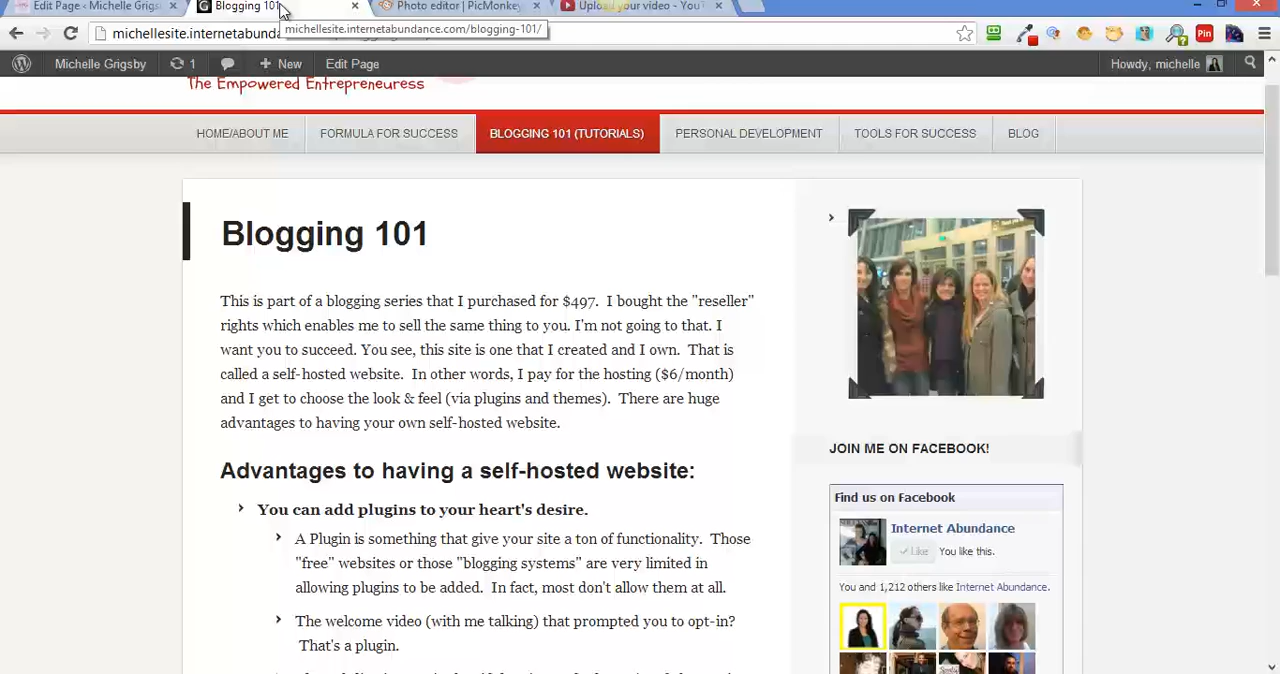 Edit Page ‹ Michelle Grigs
Blogging 101
Photo editor | PicMonkey
Upload your video - YouT
michellesite.internetabunda
michellesite.internetabundance.com/blogging-101/
Pin
Michelle Grigsby
1
New
Edit Page
Howdy, michelle
The Empowered Entrepreneuress
HOME/ABOUT ME
FORMULA FOR SUCCESS
BLOGGING 101 (TUTORIALS)
PERSONAL DEVELOPMENT
TOOLS FOR SUCCESS
BLOG
Blogging 101
This is part of a blogging series that I purchased for $497. I bought the "reseller"
rights which enables me to sell the same thing to you. I'm not going to that. I
want you to succeed. You see, this site is one that I created and I own. That is
called a self-hosted website. In other words, I pay for the hosting ($6/month)
and I get to choose the look & feel (via plugins and themes). There are huge
advantages to having your own self-hosted website.
Advantages to having a self-hosted website:
You can add plugins to your heart's desire.
A Plugin is something that give your site a ton of functionality. Those
"free" websites or those "blogging systems" are very limited in
allowing plugins to be added. In fact, most don't allow them at all.
The welcome video (with me talking) that prompted you to opt-in?
That's a plugin.
JOIN ME ON FACEBOOK!
Find us on Facebook
Internet Abundance
Like
You like this.
You and 1,212 others like Internet Abundance.